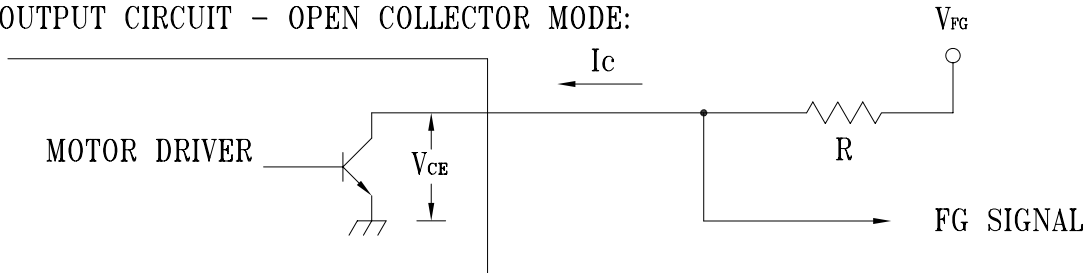 OUTPUT CIRCUIT - OPEN COLLECTOR MODE:
VFG
Ic
MOTOR DRIVER
VCE
R
FG SIGNAL